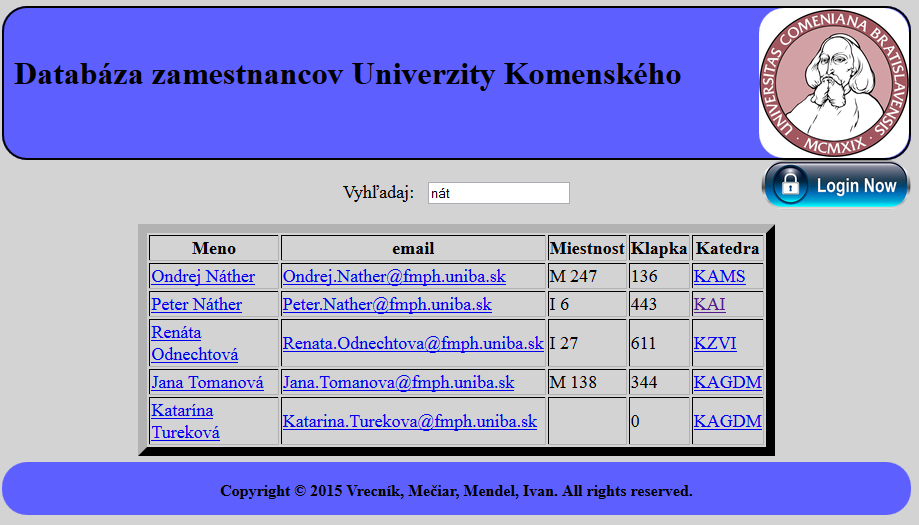 Databáza zamestnancov Univerzity Komenského
UNIVERSITAS COMENIANA BRATISLAVENSIS
MCMXIX
Login Now
Vyhľadaj: nát
Meno email Miestnost Klapka Katedra
Ondrej Náther Ondrej.Nather@fmph.uniba.sk M 247 136 KAMS
Peter Náther Peter.Nather@fmph.uniba.sk I 6 443 KAI
Renáta
Odnechtová Renata.Odnechtova@fmph.uniba.sk I 27 611 KZVI
Jana Tomanová Jana.Tomanova@fmph.uniba.sk M 138 344 KAGDM
Katarína
Tureková Katarina.Turekova@fmph.uniba.sk 0 KAGDM
Copyright © 2015 Vrecník, Mečiar, Mendel, Ivan. All rights reserved.